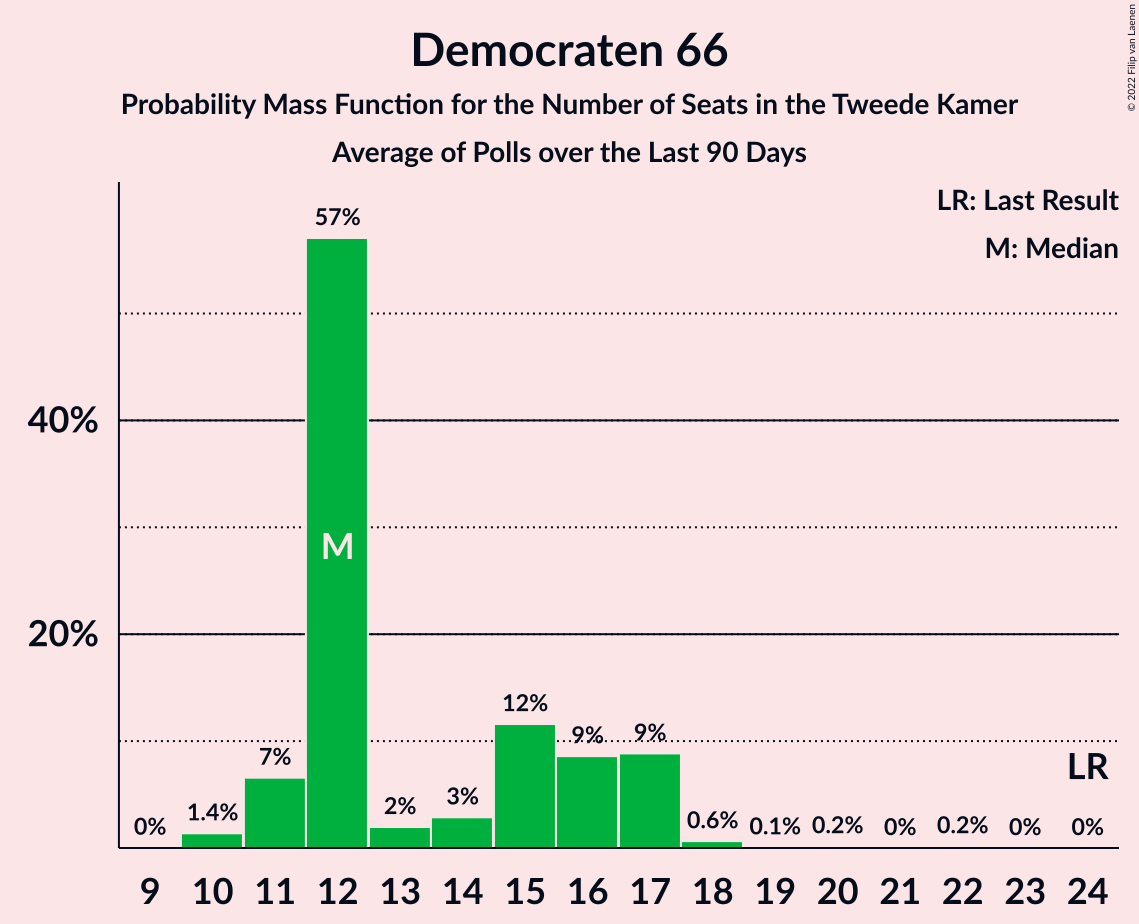 Democraten 66
Probability Mass Function for the Number of Seats in the Tweede Kamer
Average of Polls over the Last 90 Days
© 2022 Filip van Laenen
LR: Last Result
M: Median
57%
40%
M
20%
12%
9%
9%
7%
LR
3%
2%
1.4%
0.6%
0%
0.1%
0.2%
0%
0.2%
0%
0%
9 10 11 12 13 14 15 16 17 18 19 20 21 22 23 24